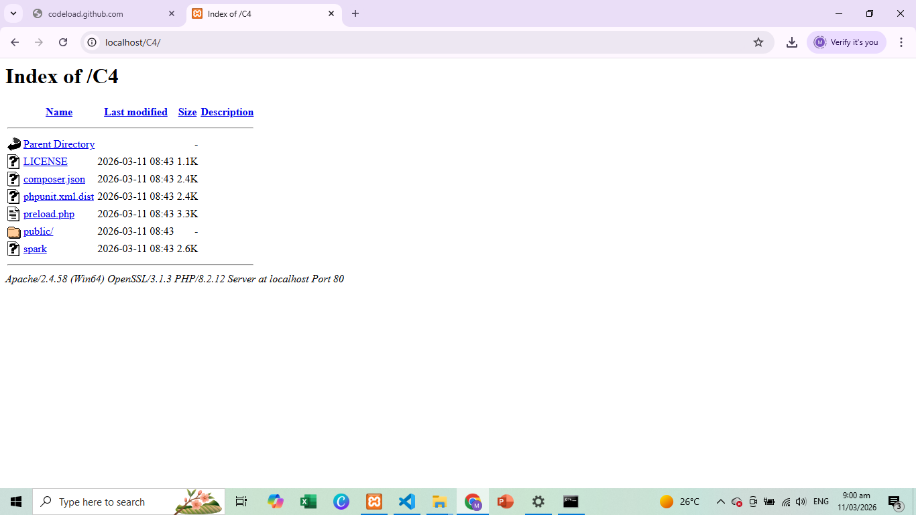 codeload.github.com
Index of /C4
localhost/C4/
Verify it's you
Index of /C4
Name Last modified Size Description
Parent Directory -
LICENSE 2026-03-11 08:43 1.1K
composer.json 2026-03-11 08:43 2.4K
phpunit.xml.dist 2026-03-11 08:43 2.4K
preload.php 2026-03-11 08:43 3.3K
public/ 2026-03-11 08:43 -
spark 2026-03-11 08:43 2.6K
Apache/2.4.58 (Win64) OpenSSL/3.1.3 PHP/8.2.12 Server at localhost Port 80
Type here to search
26°C
ENG
9:00 am
11/03/2026
3